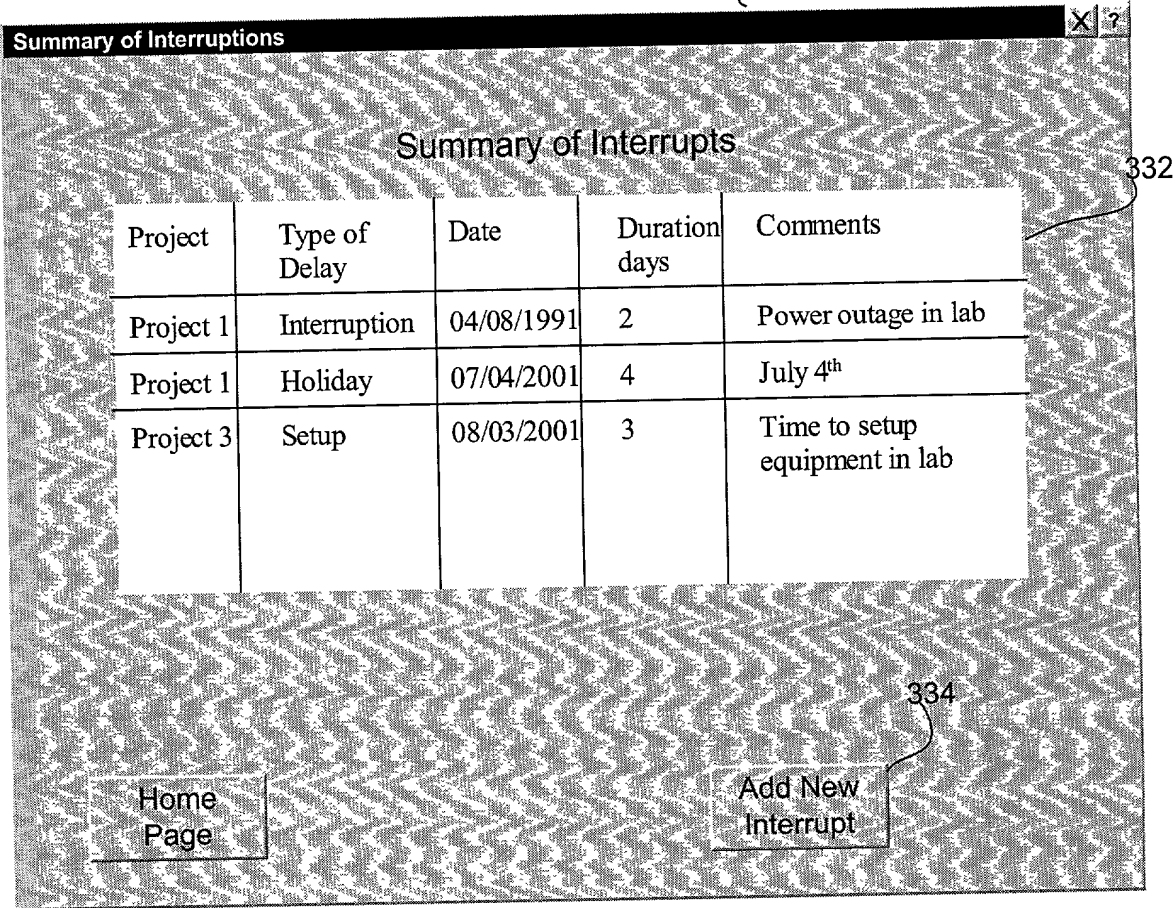 Summary of Interruptions X ?
Summary of Interrupts
332
Project Type of Delay Date Duration days Comments
Project 1 Interruption 04/08/1991 2 Power outage in lab
Project 1 Holiday 07/04/2001 4 July 4th
Project 3 Setup 08/03/2001 3 Time to setup equipment in lab
334
Home
Page
Add New
Interrupt